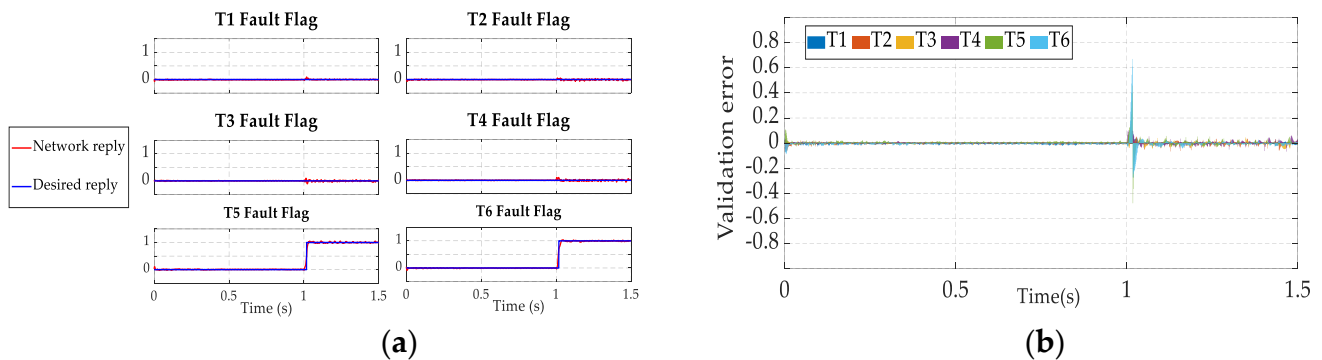 T1 Fault Flag
T2 Fault Flag
1
0
1
0
T3 Fault Flag
T4 Fault Flag
1
0
1
0
Network reply
Desired reply
T5 Fault Flag
T6 Fault Flag
1
0
1
0
0 0.5 1 1.5
0 0.5 1 1.5
Time (s)
Time (s)
(a)
T1 T2 T3 T4 T5 T6
Validation error
0.8
0.6
0.4
0.2
0
-0.2
-0.4
-0.6
-0.8
0 0.5 1 1.5
Time(s)
(b)